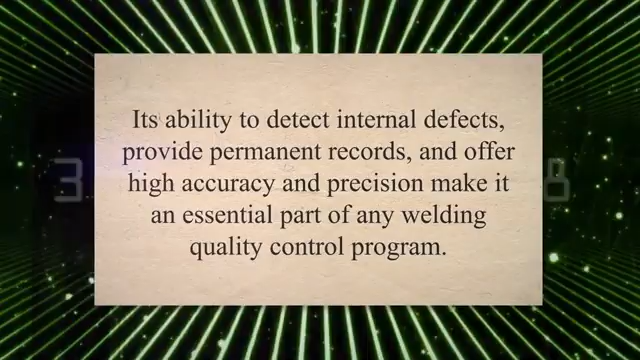 Its ability to detect internal defects,
provide permanent records, and offer
high accuracy and precision make it
an essential part of any welding
quality control program.